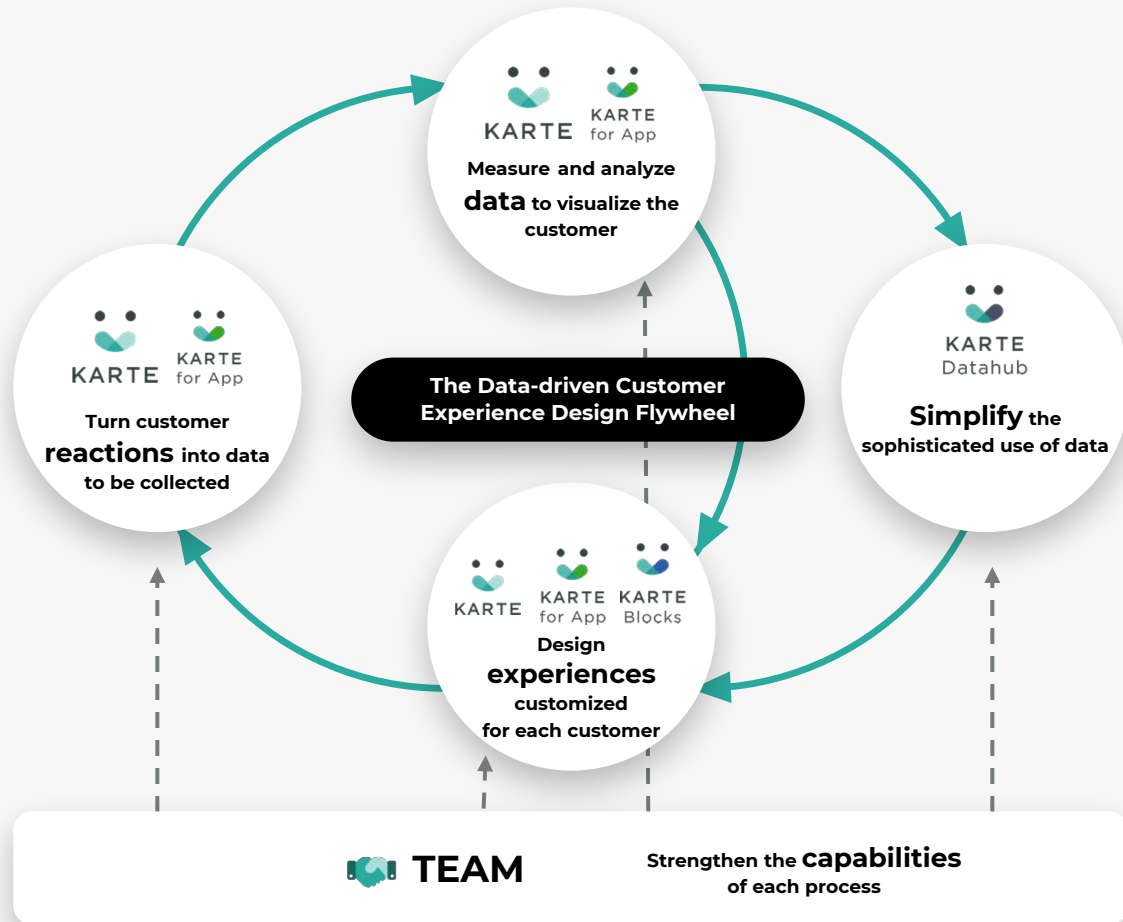 KARTE
KARTE
for App
Measure and analyze
data to visualize the
customer
KARTE
KARTE
for App
Turn customer
reactions into data
to be collected
The Data-driven Customer
Experience Design Flywheel
KARTE
Datahub
Simplify the
sophisticated use of data
KARTE
KARTE
for App
KARTE
Blocks
Design
experiences
customized
for each customer
TEAM
Strengthen the capabilities
of each process